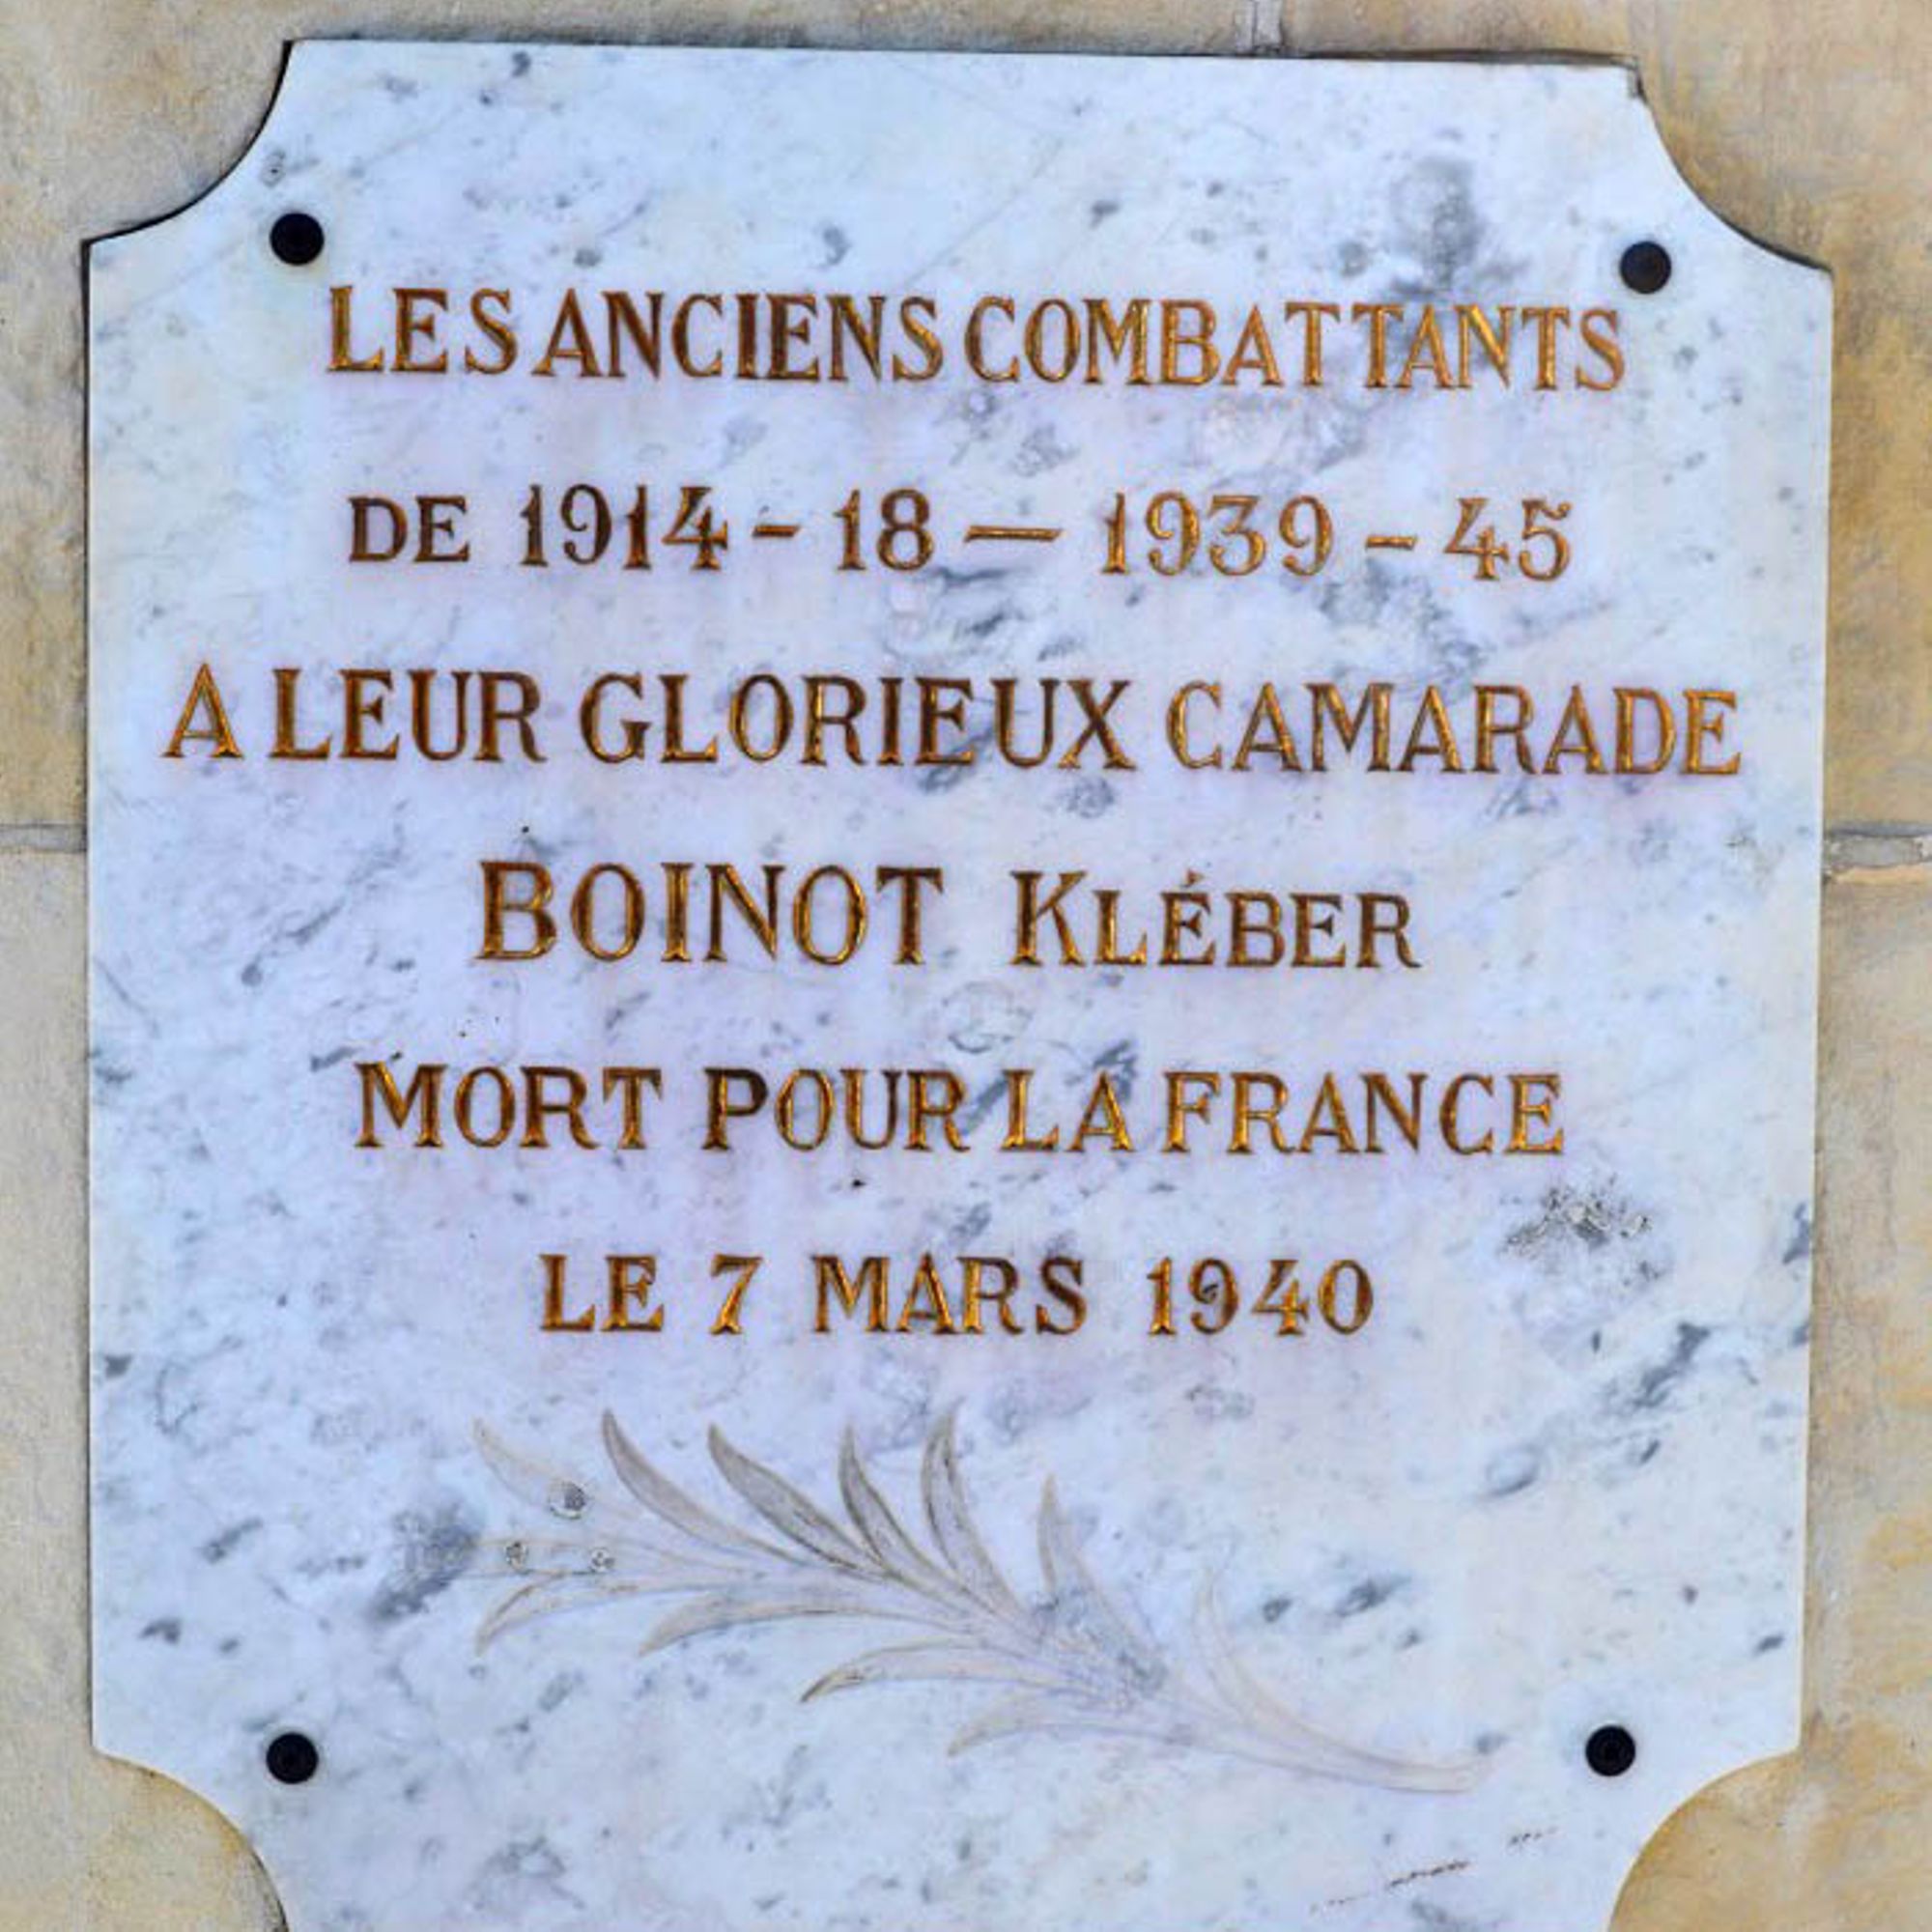 LES ANCIENS COMBATTANTS
DE 1914 - 18 — 1939 - 45
A LEUR GLORIEUX CAMARADE
BOINOT KLÉBER
MORT POUR LA FRANCE
LE 7 MARS 1940